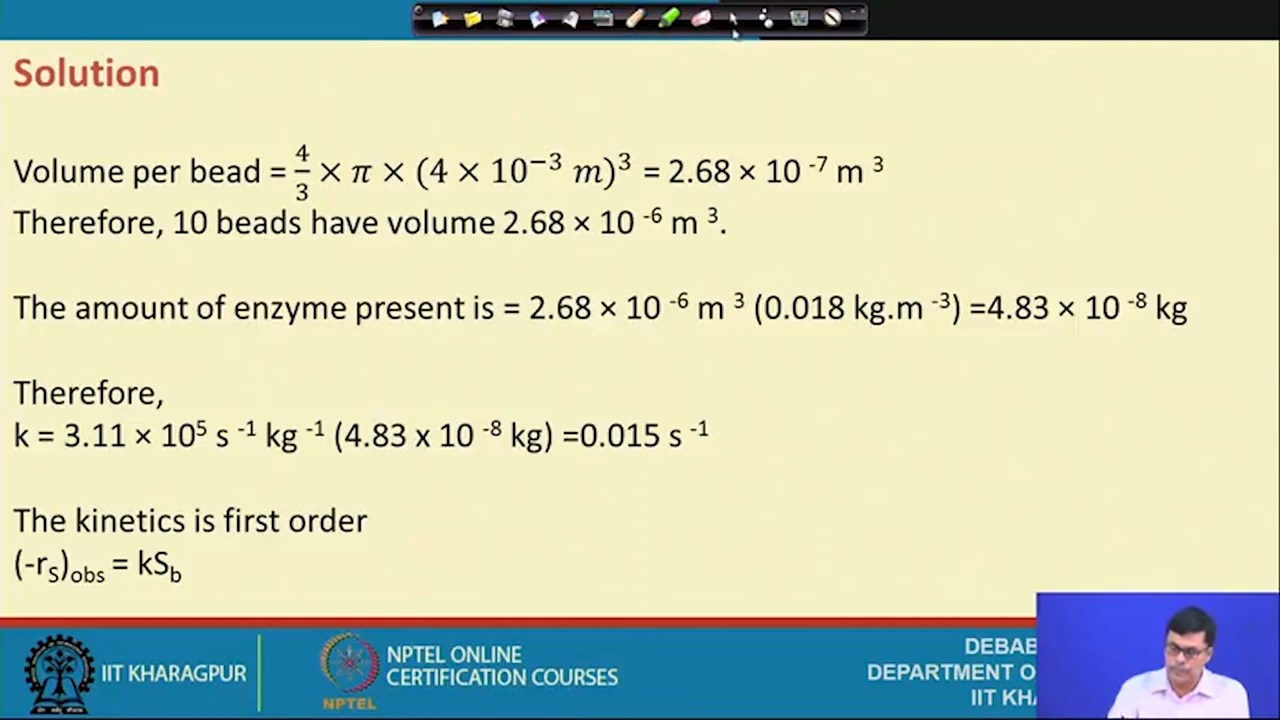 Solution
Volume per bead = 4/3 × π × (4 × 10⁻³ m)³ = 2.68 × 10 ⁻⁷ m ³
Therefore, 10 beads have volume 2.68 × 10 ⁻⁶ m ³.
The amount of enzyme present is = 2.68 × 10 ⁻⁶ m ³ (0.018 kg.m ⁻³) =4.83 × 10 ⁻⁸ kg
Therefore,
k = 3.11 × 10⁵ s ⁻¹ kg ⁻¹ (4.83 x 10 ⁻⁸ kg) =0.015 s ⁻¹
The kinetics is first order
(-rS)obs = kSb
IIT KHARAGPUR
NPTEL ONLINE
CERTIFICATION COURSES
NPTEL
DEBAB
DEPARTMENT O
IIT KHA